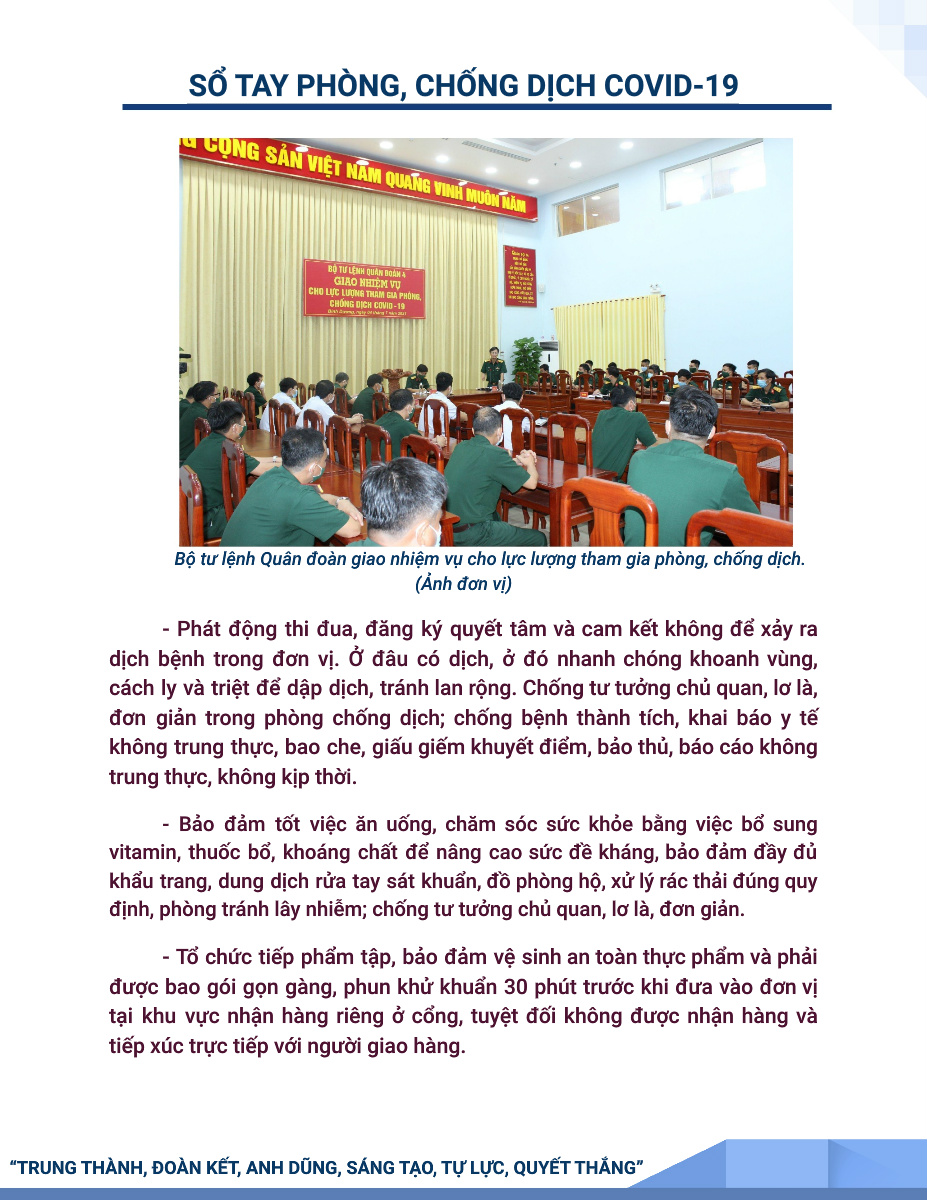 SỔ TAY PHÒNG, CHỐNG DỊCH COVID-19
NG CỘNG SẢN VIỆT NAM QUANG VINH MUÔN NĂM
BỘ TƯ LỆNH QUÂN ĐOÀN 4
GIAO NHIỆM VỤ
CHO LỰC LƯỢNG THAM GIA PHÒNG,
CHỐNG DỊCH COVID-19
Bộ tư lệnh Quân đoàn giao nhiệm vụ cho lực lượng tham gia phòng, chống dịch.
(Ảnh đơn vị)
- Phát động thi đua, đăng ký quyết tâm và cam kết không để xảy ra
dịch bệnh trong đơn vị. Ở đâu có dịch, ở đó nhanh chóng khoanh vùng,
cách ly và triệt để dập dịch, tránh lan rộng. Chống tư tưởng chủ quan, lơ là,
đơn giản trong phòng chống dịch; chống bệnh thành tích, khai báo y tế
không trung thực, bao che, giấu giếm khuyết điểm, bảo thủ, báo cáo không
trung thực, không kịp thời.
- Bảo đảm tốt việc ăn uống, chăm sóc sức khỏe bằng việc bổ sung
vitamin, thuốc bổ, khoáng chất để nâng cao sức đề kháng, bảo đảm đầy đủ
khẩu trang, dung dịch rửa tay sát khuẩn, đồ phòng hộ, xử lý rác thải đúng quy
định, phòng tránh lây nhiễm; chống tư tưởng chủ quan, lơ là, đơn giản.
- Tổ chức tiếp phẩm tập, bảo đảm vệ sinh an toàn thực phẩm và phải
được bao gói gọn gàng, phun khử khuẩn 30 phút trước khi đưa vào đơn vị
tại khu vực nhận hàng riêng ở cổng, tuyệt đối không được nhận hàng và
tiếp xúc trực tiếp với người giao hàng.
“TRUNG THÀNH, ĐOÀN KẾT, ANH DŨNG, SÁNG TẠO, TỰ LỰC, QUYẾT THẮNG”